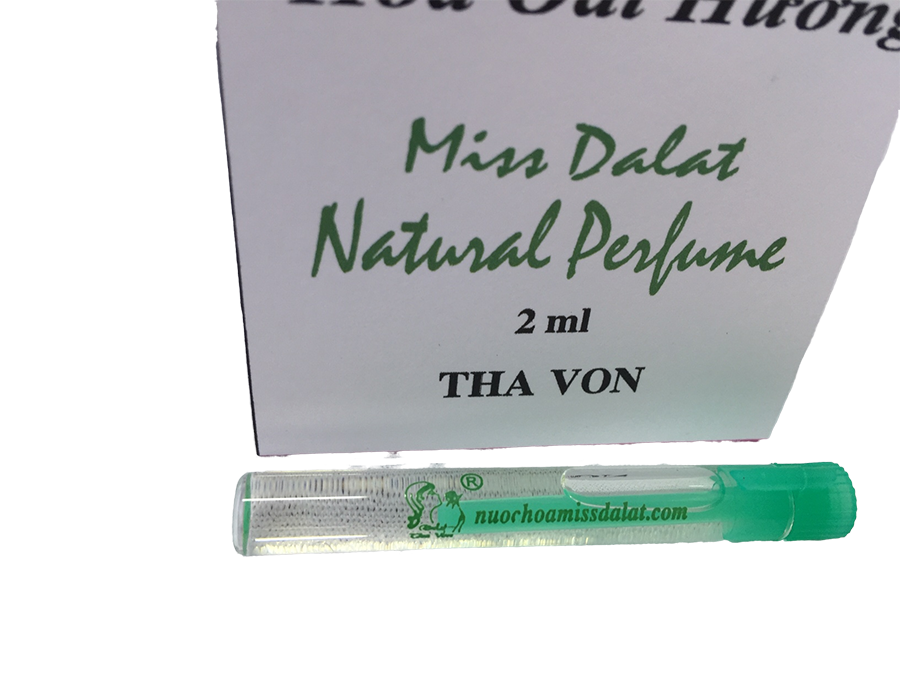 Miss Dalat
Natural Perfume
2 ml
THA VON
®
nuochoamissdalat.com